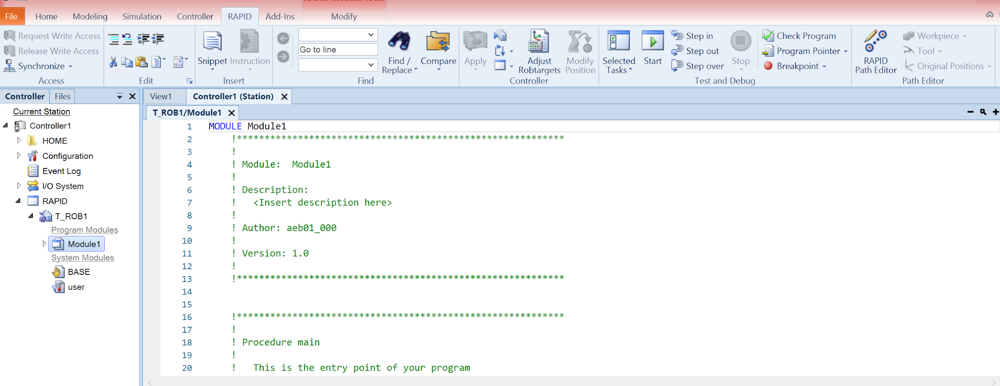 File Home Modeling Simulation Controller RAPID Add-Ins Modify
Request Write Access
Release Write Access
Synchronize
Access
Edit
Snippet Instruction
Insert
Go to line
Find / Replace
Compare
Find
Apply
Adjust Robtargets
Modify Position
Controller
Selected Tasks
Start
Step in
Step out
Step over
Stop
Check Program
Program Pointer
Breakpoint
Test and Debug
RAPID Path Editor
Workpiece
Tool
Original Positions
Path Editor
Controller Files
View1 Controller1 (Station)
T_ROB1/Module1
Current Station
Controller1
HOME
Configuration
Event Log
I/O System
RAPID
T_ROB1
Program Modules
Module1
System Modules
BASE
user
1 MODULE Module1
2 !***********************************************************
3 !
4 ! Module:  Module1
5 !
6 ! Description:
7 !   <Insert description here>
8 !
9 ! Author: aeb01_000
10 !
11 ! Version: 1.0
12 !
13 !***********************************************************
14
15
16 !***********************************************************
17 !
18 ! Procedure main
19 !
20 !   This is the entry point of your program